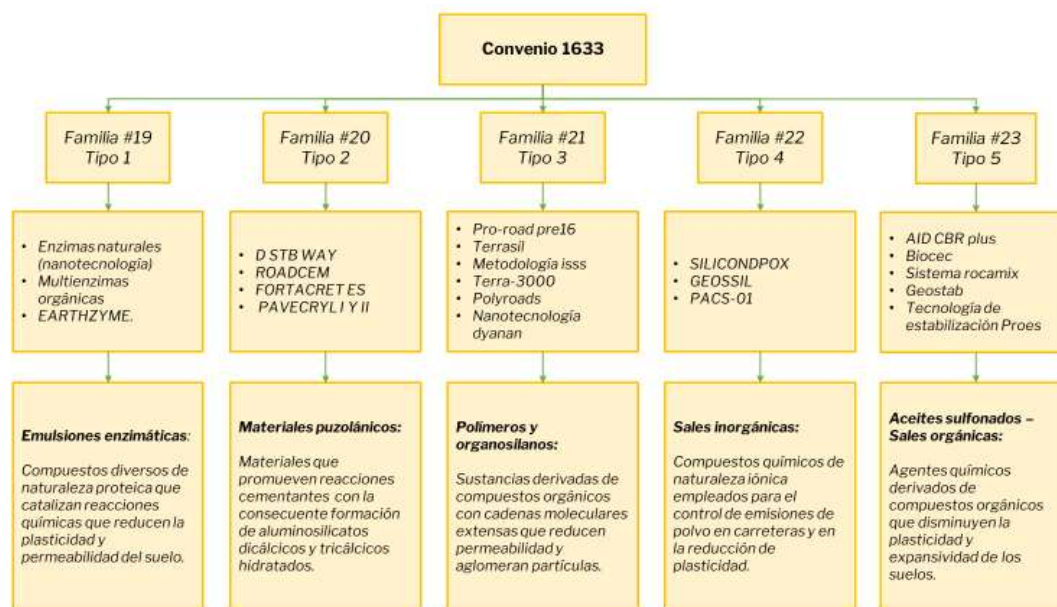 Convenio 1633
Familia #19
Tipo 1
Familia #20
Tipo 2
Familia #21
Tipo 3
Familia #22
Tipo 4
Familia #23
Tipo 5
• Enzimas naturales
(nanotecnología)
• Multienzimas
orgánicas
• EARTHZYME.
• D STB WAY
• ROADCEM
• FORTACRET ES
• PAVECRYL I Y II
• Pro-road pre16
• Terrasil
• Metodología isss
• Terra-3000
• Polyroads
• Nanotecnología
dyanan
• SILICONDPOX
• GEOSSIL
• PACS-01
• AID CBR plus
• Biocec
• Sistema rocamix
• Geostab
• Tecnología de
estabilización Proes
Emulsiones enzimáticas:
Compuestos diversos de
naturaleza proteica que
catalizan reacciones
químicas que reducen la
plasticidad y
permeabilidad del suelo.
Materiales puzolánicos:
Materiales que
promueven reacciones
cementantes con la
consecuente formación
de aluminosilicatos
dicálcicos y tricálcicos
hidratados.
Polímeros y
organosilanos:
Sustancias derivadas de
compuestos orgánicos
con cadenas moleculares
extensas que reducen
permeabilidad y
aglomeran partículas.
Sales inorgánicas:
Compuestos químicos de
naturaleza iónica
empleados para el
control de emisiones de
polvo en carreteras y en
la reducción de
plasticidad.
Aceites sulfonados –
Sales orgánicas:
Agentes químicos
derivados de
compuestos orgánicos
que disminuyen la
plasticidad y
expansividad de los
suelos.